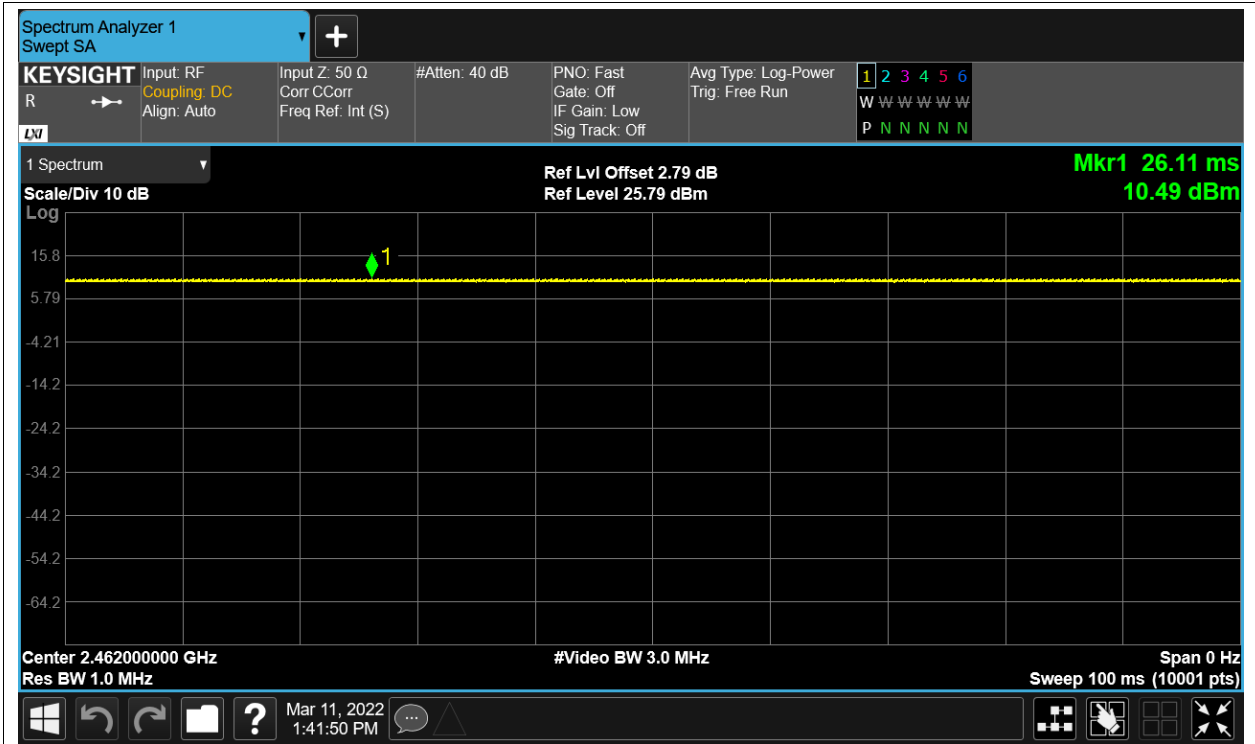 Spectrum Analyzer 1
Swept SA
KEYSIGHT
R
LXI
Input: RF
Coupling: DC
Align: Auto
Input Z: 50 Ω
Corr CCorr
Freq Ref: Int (S)
#Atten: 40 dB
PNO: Fast
Gate: Off
IF Gain: Low
Sig Track: Off
Avg Type: Log-Power
Trig: Free Run
1 2 3 4 5 6
W W W W W W
P N N N N N
1 Spectrum
Scale/Div 10 dB
Ref Lvl Offset 2.79 dB
Ref Level 25.79 dBm
Mkr1 26.11 ms
10.49 dBm
Log
1
15.8
5.79
-4.21
-14.2
-24.2
-34.2
-44.2
-54.2
-64.2
Center 2.462000000 GHz
Res BW 1.0 MHz
#Video BW 3.0 MHz
Span 0 Hz
Sweep 100 ms (10001 pts)
?
Mar 11, 2022
1:41:50 PM